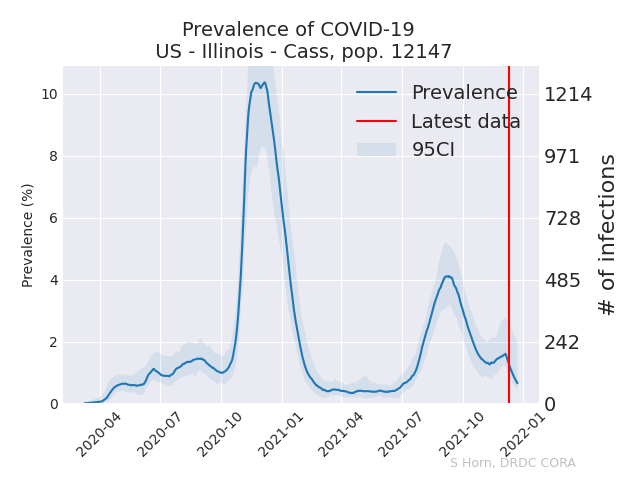 Prevalence of COVID-19
US - Illinois - Cass, pop. 12147
Prevalence
Latest data
95CI
Prevalence (%)
10
8
6
4
2
0
1214
971
728
485
242
0
# of infections
2020-04
2020-07
2020-10
2021-01
2021-04
2021-07
2021-10
2022-01
S Horn, DRDC CORA